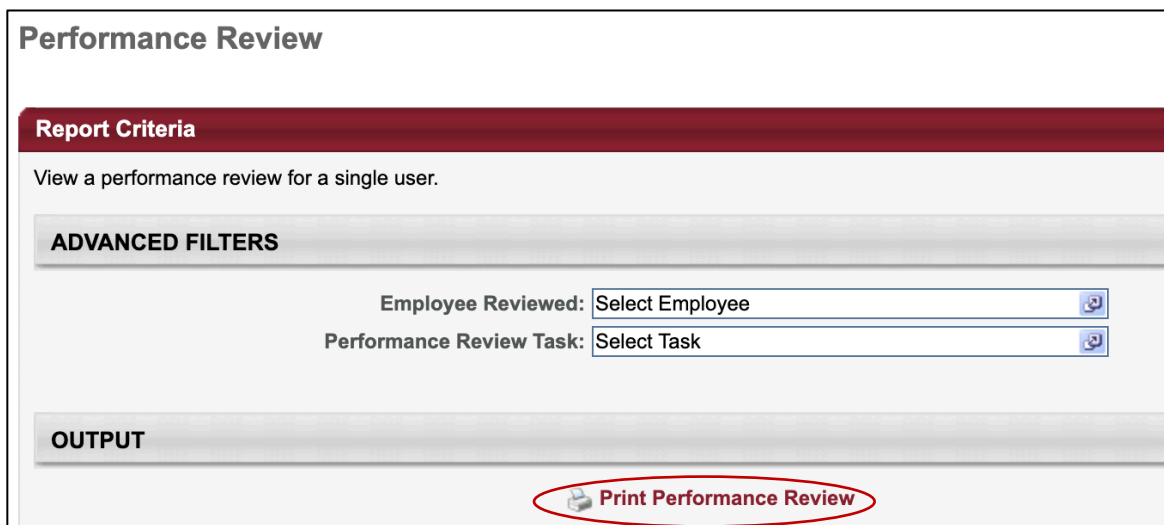 Performance Review
Report Criteria
View a performance review for a single user.
ADVANCED FILTERS
Employee Reviewed: Select Employee
Performance Review Task: Select Task
OUTPUT
Print Performance Review